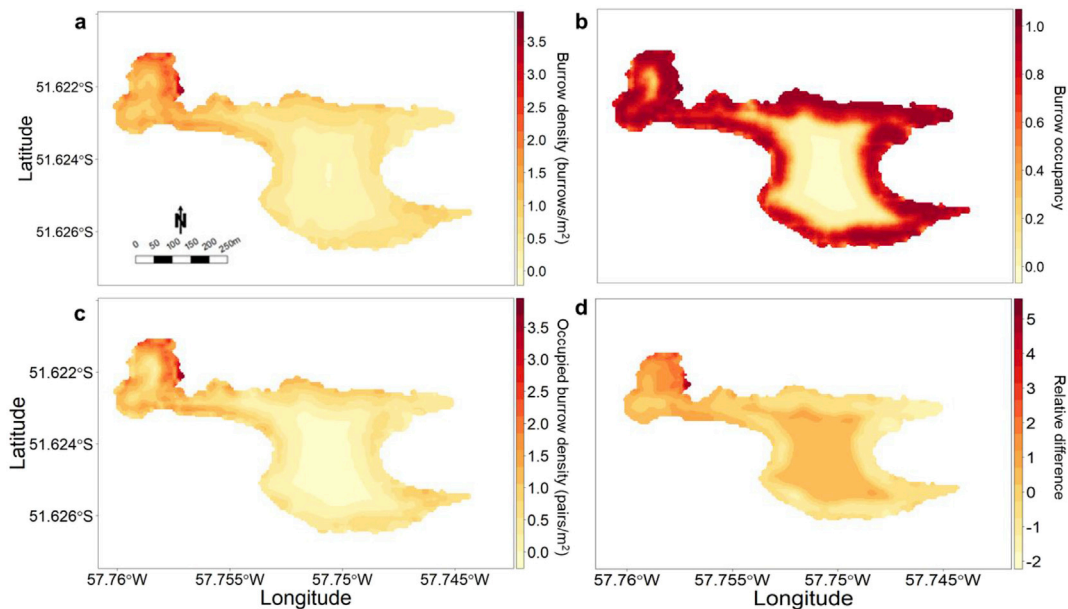 a
51.622°S
51.624°S
51.626°S
Latitude
N
0 50 100 150 200 250m
3.5
3.0
2.5
2.0
1.5
1.0
0.5
0.0
Burrow density (burrows/m²)
b
1.0
0.8
0.6
0.4
0.2
0.0
Burrow occupancy
c
51.622°S
51.624°S
51.626°S
Latitude
57.76°W
57.755°W
57.75°W
57.745°W
Longitude
3.5
3.0
2.5
2.0
1.5
1.0
0.5
0.0
Occupied burrow density (pairs/m²)
d
57.76°W
57.755°W
57.75°W
57.745°W
Longitude
5
4
3
2
1
0
-1
-2
Relative difference